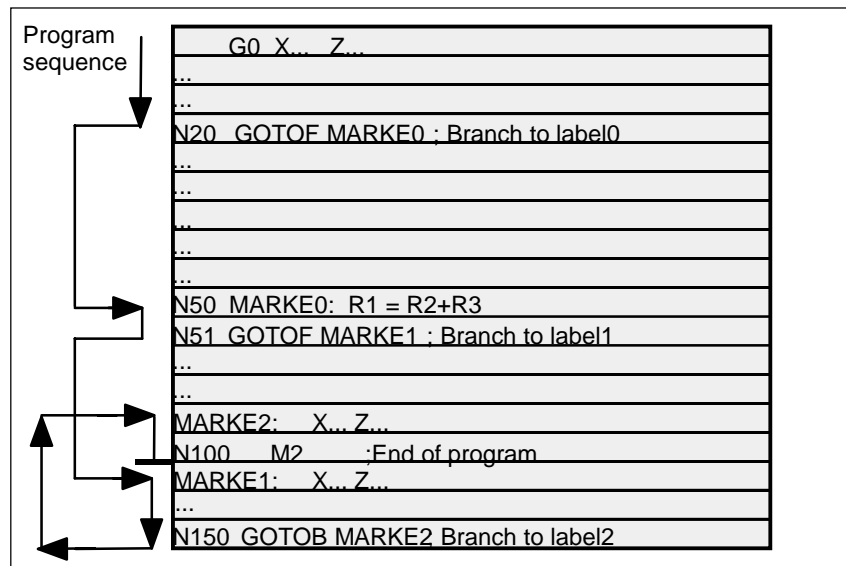 Program
sequence
G0 X... Z...
...
...
N20 GOTOF MARKE0 ; Branch to label0
...
...
...
...
...
N50 MARKE0: R1 = R2+R3
N51 GOTOF MARKE1 ; Branch to label1
...
...
MARKE2: X... Z...
N100 M2 ;End of program
MARKE1: X... Z...
...
N150 GOTOB MARKE2 Branch to label2